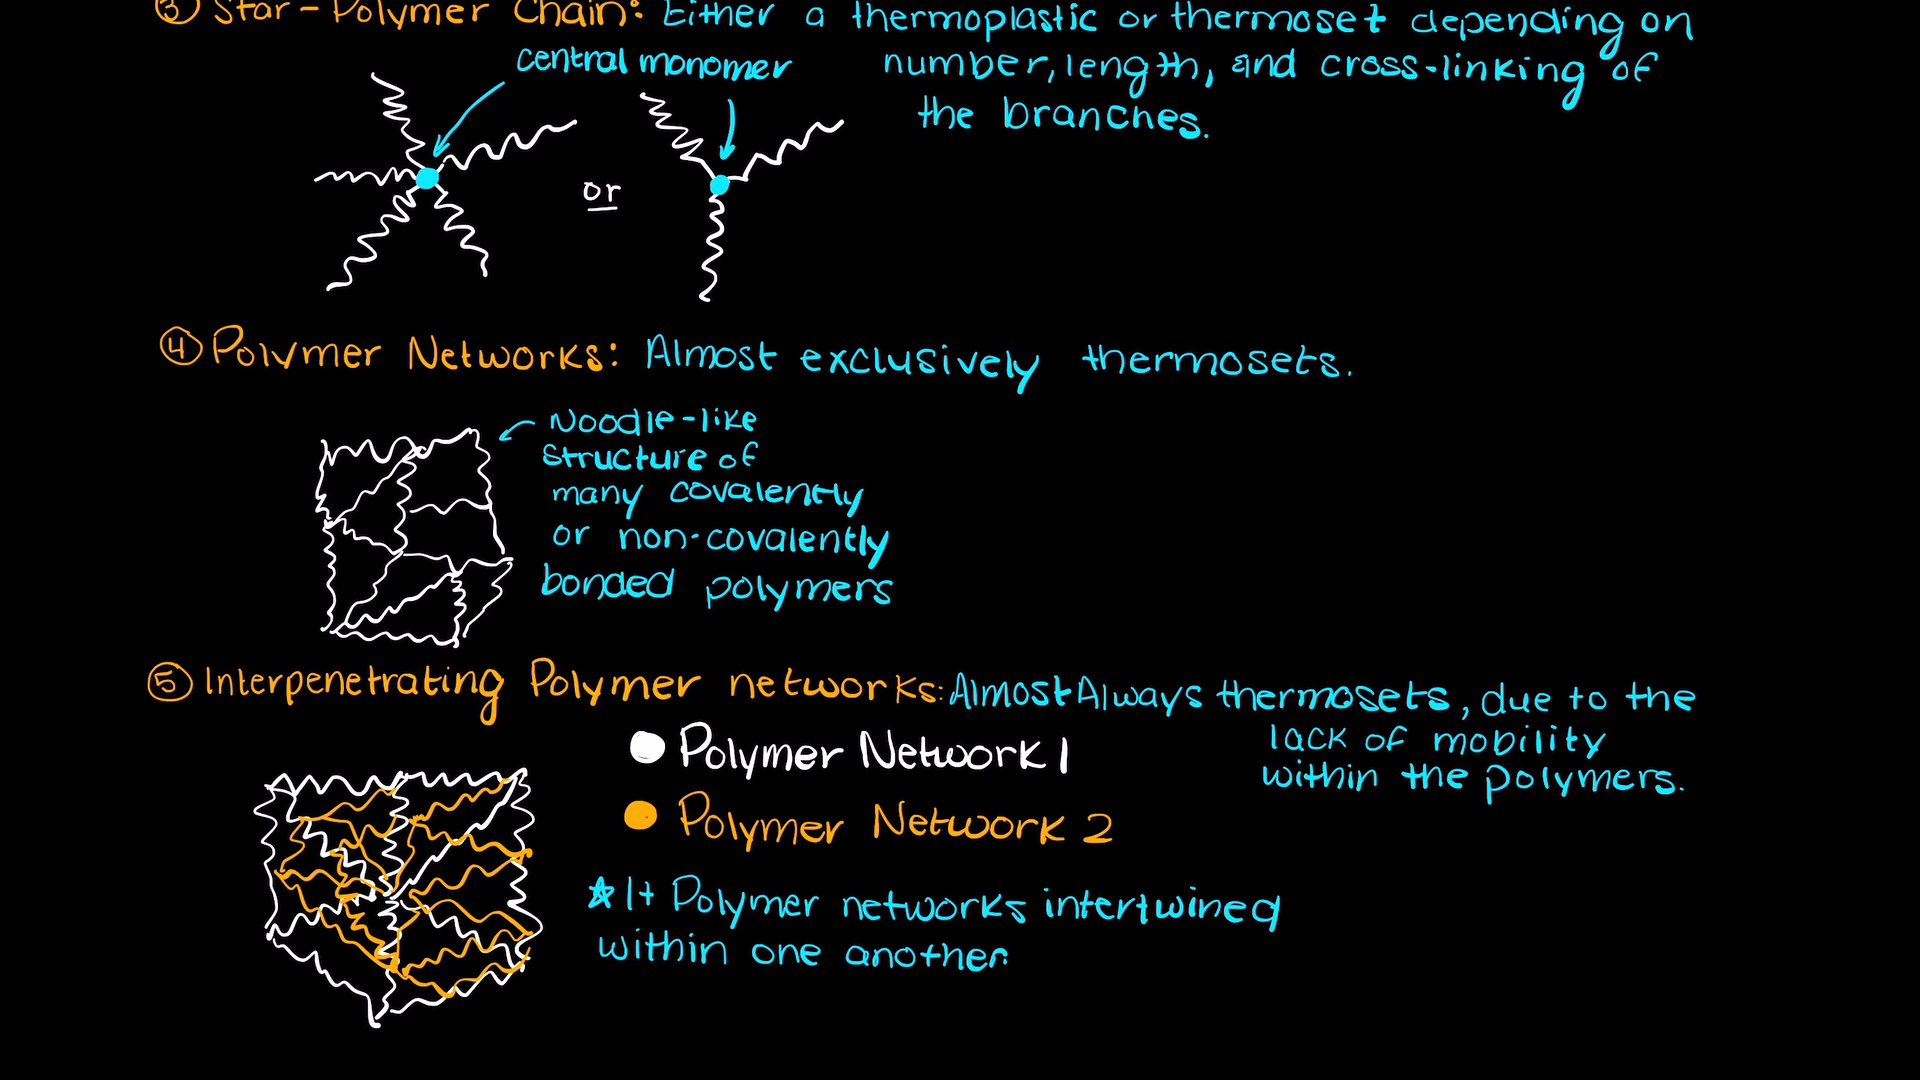 ③ Star-Polymer Chain: Either a thermoplastic or thermoset depending on
number, length, and cross-linking of
the branches.
central monomer
or
④ Polymer Networks: Almost exclusively thermosets.
Noodle-like
structure of
many covalently
or non-covalently
bonded polymers
⑤ Interpenetrating Polymer networks: Almost Always thermosets, due to the
lack of mobility
within the polymers.
Polymer Network 1
Polymer Network 2
★ 1+ Polymer networks intertwined
within one another